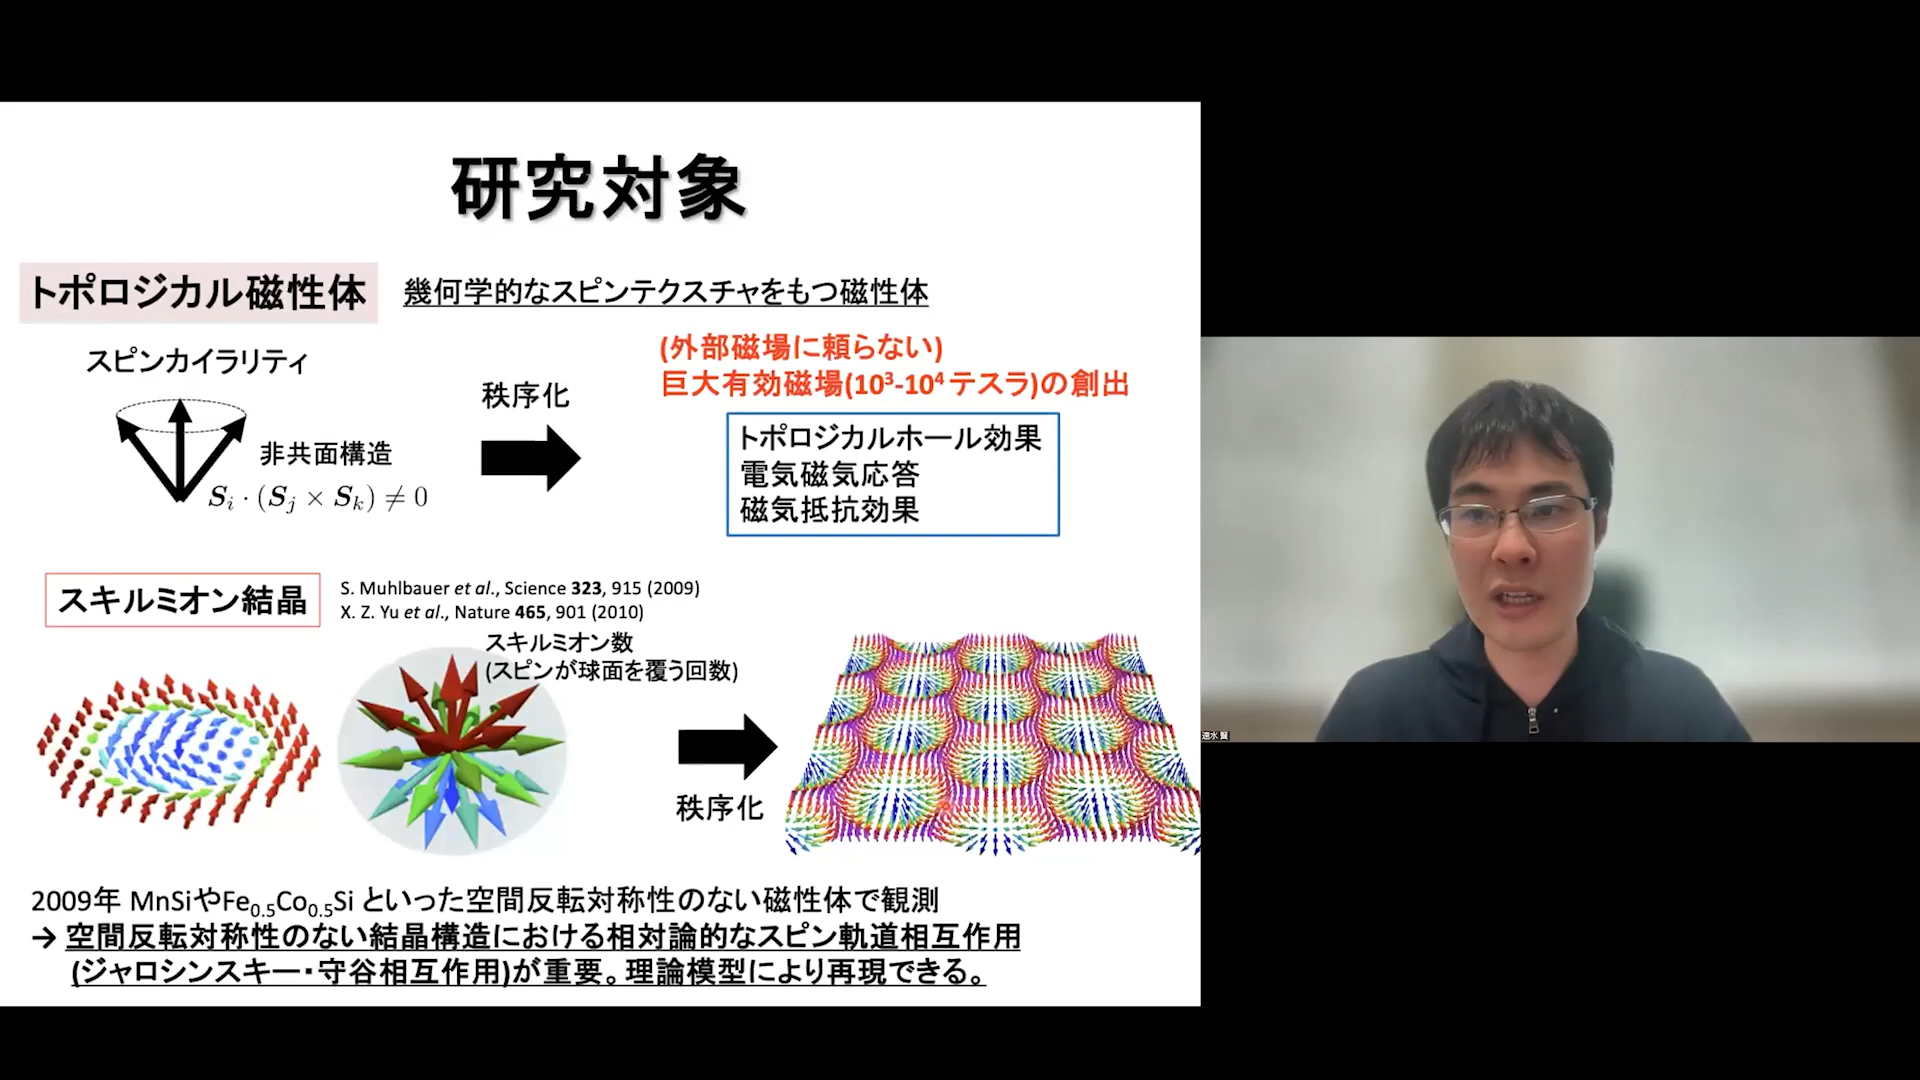 研究対象
トポロジカル磁性体
幾何学的なスピンテクスチャをもつ磁性体
スピンカイラリティ
非共面構造
S_i · (S_j × S_k) ≠ 0
秩序化
(外部磁場に頼らない)
巨大有効磁場(10³-10⁴テスラ)の創出
トポロジカルホール効果
電気磁気応答
磁気抵抗効果
スキルミオン結晶
S. Muhlbauer et al., Science 323, 915 (2009)
X. Z. Yu et al., Nature 465, 901 (2010)
スキルミオン数
(スピンが球面を覆う回数)
秩序化
2009年 MnSiやFe₀.₅Co₀.₅Si といった空間反転対称性のない磁性体で観測
→ 空間反転対称性のない結晶構造における相対論的なスピン軌道相互作用
(ジャロシンスキー・守谷相互作用)が重要。理論模型により再現できる。
速水 賢